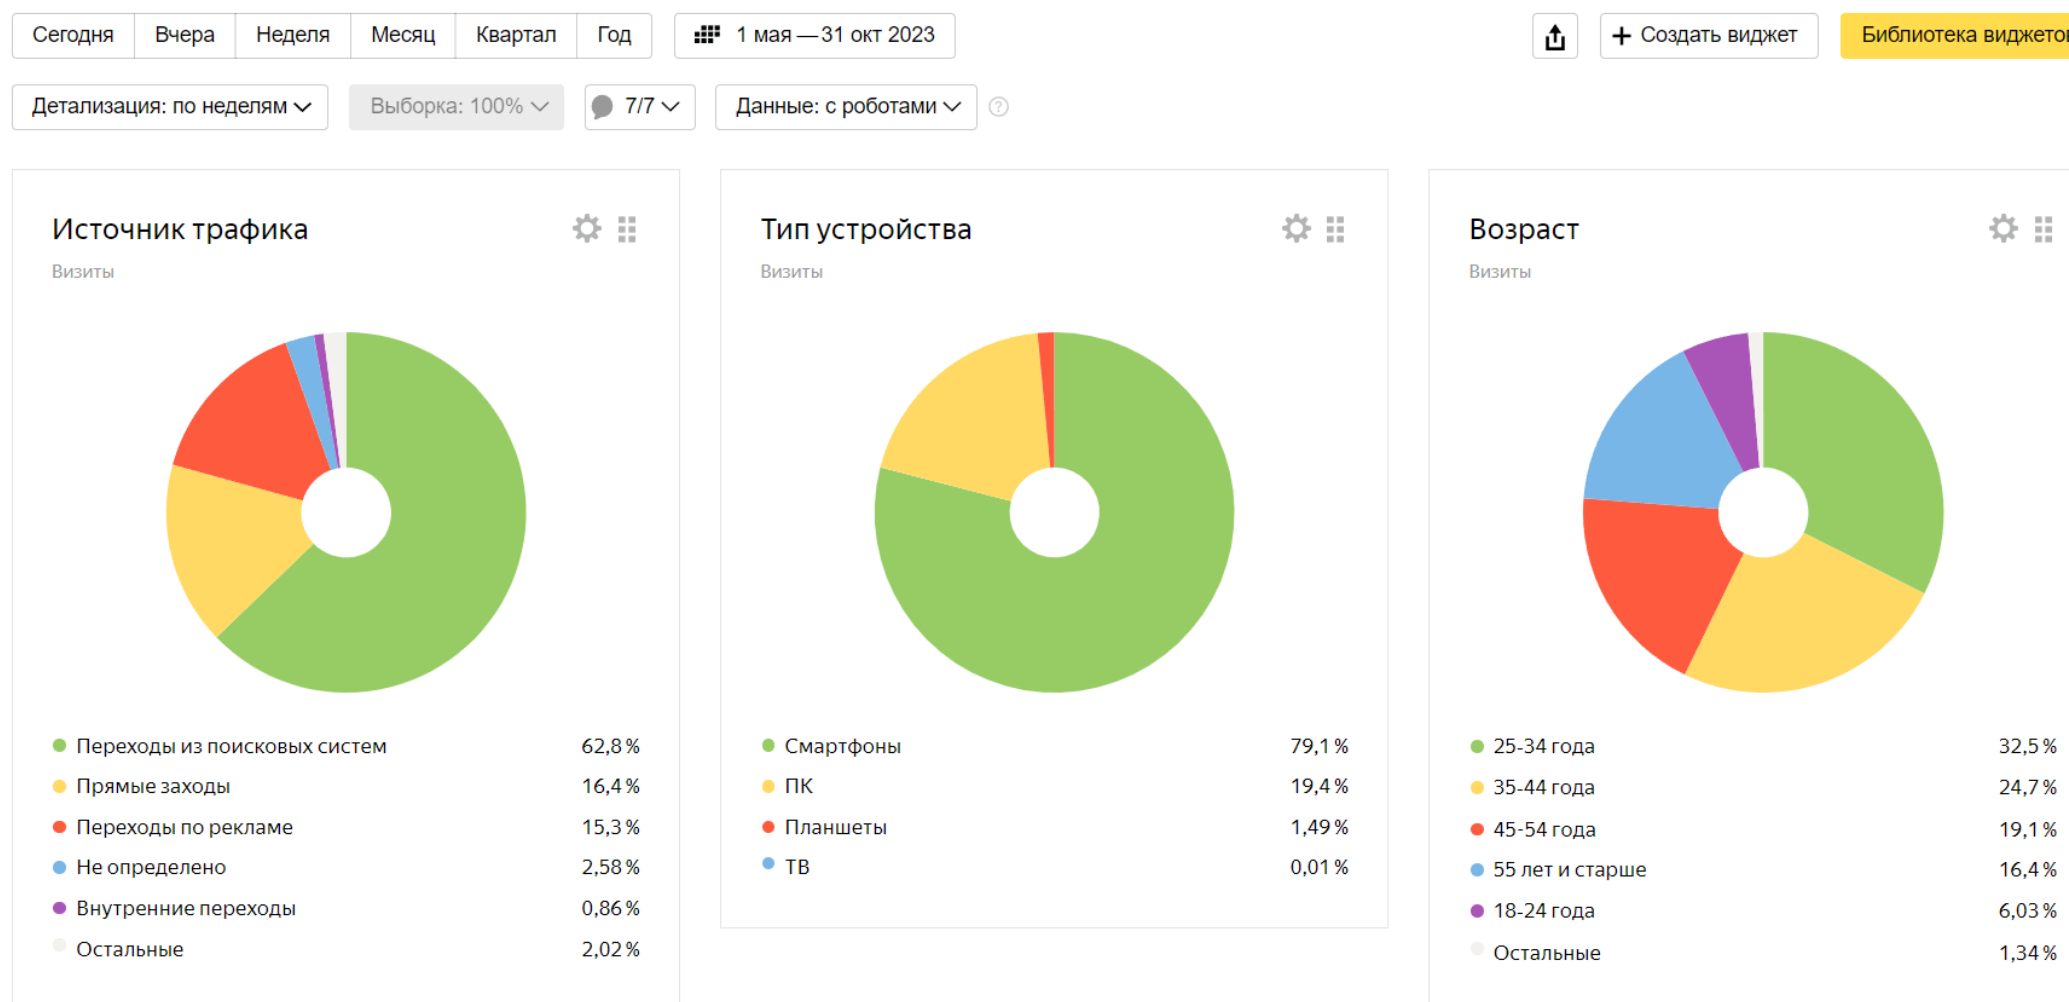 Сегодня Вчера Неделя Месяц Квартал Год 1 мая — 31 окт 2023 + Создать виджет Библиотека виджетов
Детализация: по неделям Выборка: 100% 7/7 Данные: с роботами ?
Источник трафика
Визиты
Переходы из поисковых систем 62,8 %
Прямые заходы 16,4 %
Переходы по рекламе 15,3 %
Не определено 2,58 %
Внутренние переходы 0,86 %
Остальные 2,02 %
Тип устройства
Визиты
Смартфоны 79,1 %
ПК 19,4 %
Планшеты 1,49 %
ТВ 0,01 %
Возраст
Визиты
25-34 года 32,5 %
35-44 года 24,7 %
45-54 года 19,1 %
55 лет и старше 16,4 %
18-24 года 6,03 %
Остальные 1,34 %